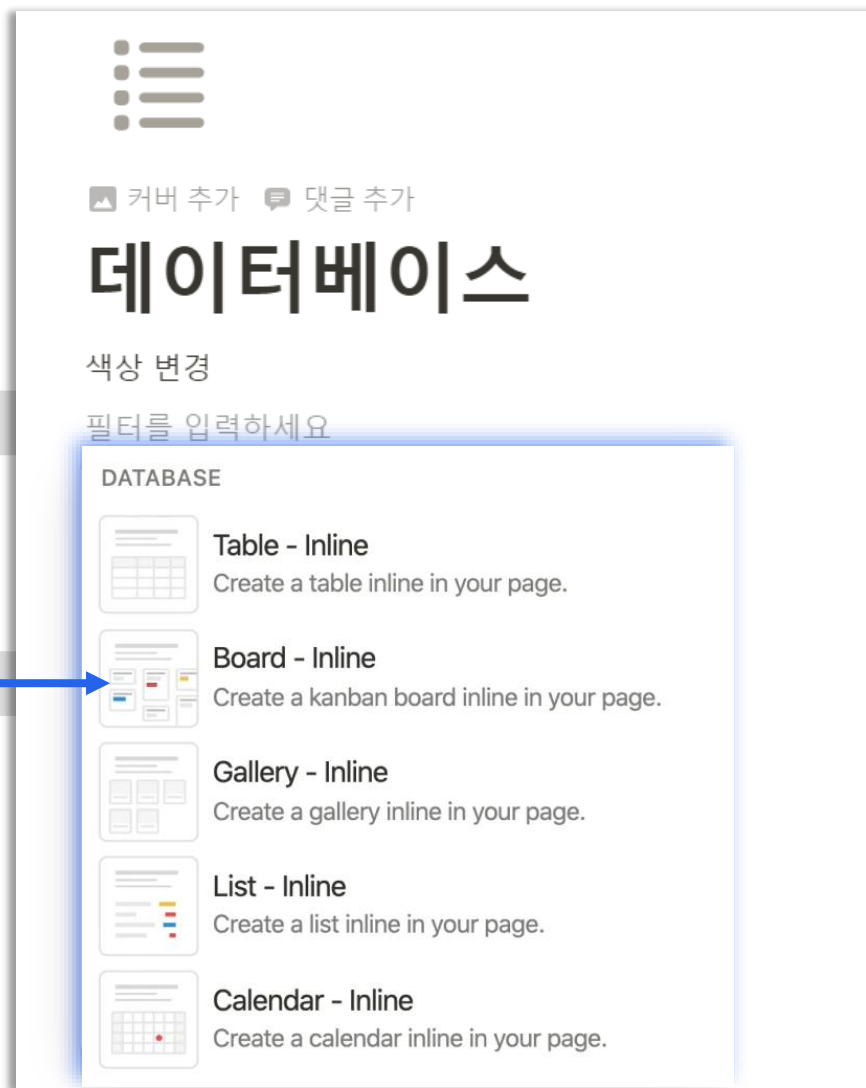 커버 추가 댓글 추가
데이터베이스
색상 변경
필터를 입력하세요
DATABASE
Table - Inline
Create a table inline in your page.
Board - Inline
Create a kanban board inline in your page.
Gallery - Inline
Create a gallery inline in your page.
List - Inline
Create a list inline in your page.
Calendar - Inline
Create a calendar inline in your page.